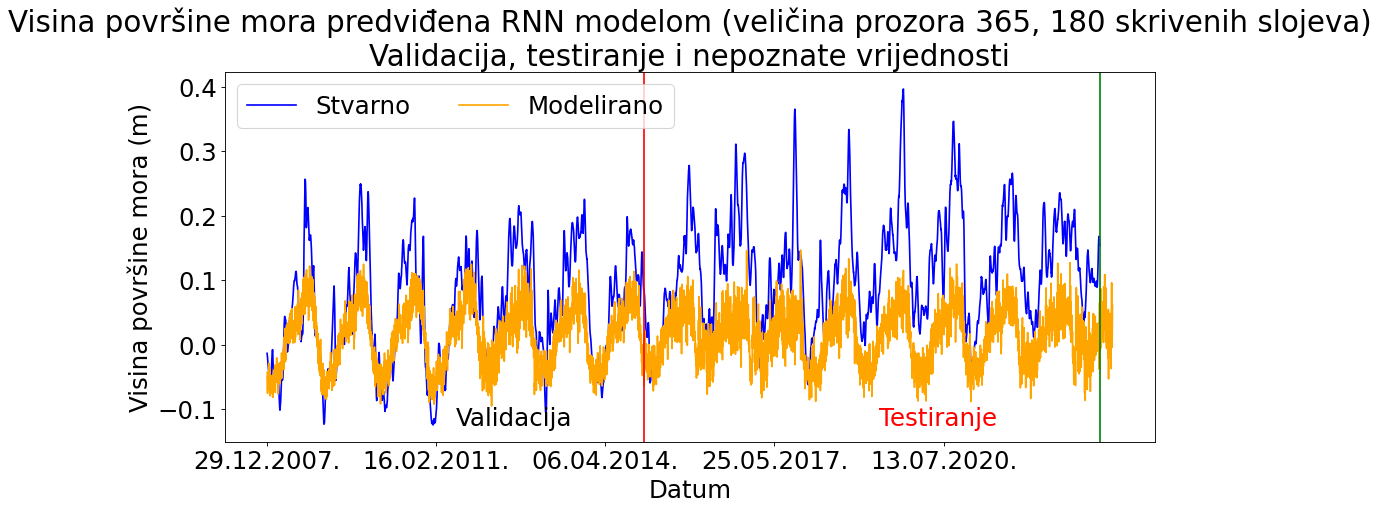 Visina površine mora predviđena RNN modelom (veličina prozora 365, 180 skrivenih slojeva)
Validacija, testiranje i nepoznate vrijednosti
Stvarno Modelirano
Visina površine mora (m)
0.4
0.3
0.2
0.1
0.0
−0.1
Validacija Testiranje
29.12.2007. 16.02.2011. 06.04.2014. 25.05.2017. 13.07.2020.
Datum